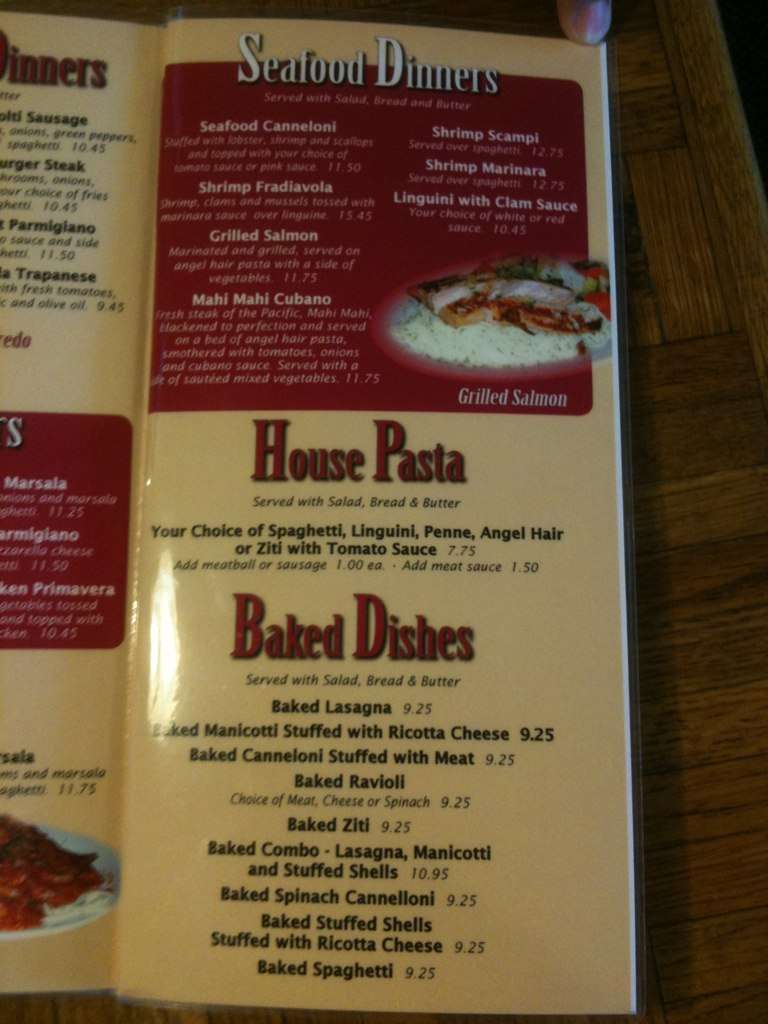 Dinners
Sausage
onions, green peppers,
spaghetti. 10.45
Steak
onions,
your choice of fries
10.45
Parmigiano
sauce and side
11.50
Trapanese
with fresh tomatoes,
and olive oil. 9.45
Marsala
onions and marsala
11.25
cheese
11.50
Primavera
tossed
and topped with
10.45
and marsala
11.75
Seafood Dinners
Served with Salad, Bread and Butter
Seafood Canneloni
Stuffed with lobster, shrimp and scallops
and topped with your choice of
tomato sauce or pink sauce. 11.50
Shrimp Fradiavola
Shrimp, clams and mussels tossed with
marinara sauce over linguine. 15.45
Grilled Salmon
Marinated and grilled, served on
angel hair pasta with a side of
vegetables. 11.75
Mahi Mahi Cubano
Fresh steak of the Pacific, Mahi Mahi,
blackened to perfection and served
on a bed of angel hair pasta,
smothered with tomatoes, onions
and cubano sauce. Served with a
side of sautéed mixed vegetables. 11.75
Shrimp Scampi
Served over spaghetti. 12.75
Shrimp Marinara
Served over spaghetti. 12.75
Linguini with Clam Sauce
Your choice of white or red
sauce. 10.45
Grilled Salmon
House Pasta
Served with Salad, Bread & Butter
Your Choice of Spaghetti, Linguini, Penne, Angel Hair
or Ziti with Tomato Sauce 7.75
Add meatball or sausage 1.00 ea. · Add meat sauce 1.50
Baked Dishes
Served with Salad, Bread & Butter
Baked Lasagna 9.25
Baked Manicotti Stuffed with Ricotta Cheese 9.25
Baked Canneloni Stuffed with Meat 9.25
Baked Ravioli
Choice of Meat, Cheese or Spinach 9.25
Baked Ziti 9.25
Baked Combo - Lasagna, Manicotti
and Stuffed Shells 10.95
Baked Spinach Cannelloni 9.25
Baked Stuffed Shells
Stuffed with Ricotta Cheese 9.25
Baked Spaghetti 9.25